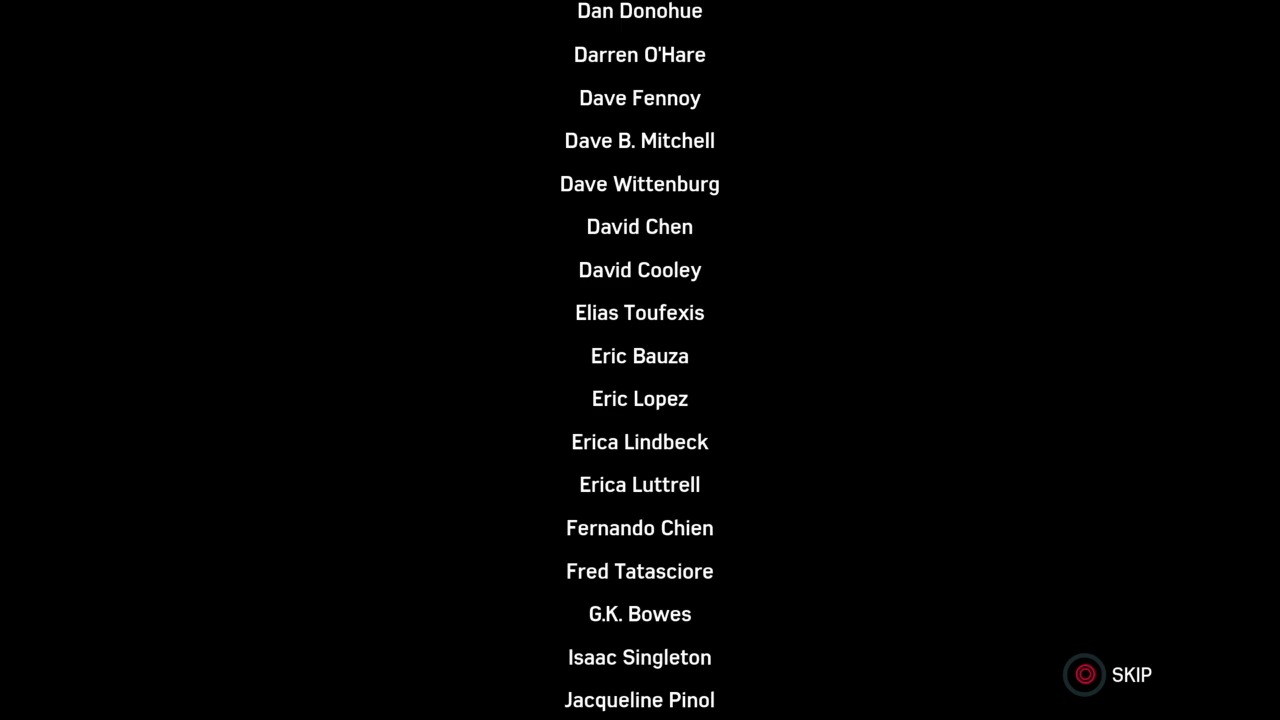 Dan Donohue
Darren O'Hare
Dave Fennoy
Dave B. Mitchell
Dave Wittenburg
David Chen
David Cooley
Elias Toufexis
Eric Bauza
Eric Lopez
Erica Lindbeck
Erica Luttrell
Fernando Chien
Fred Tatasciore
G.K. Bowes
Isaac Singleton
SKIP
Jacqueline Pinol